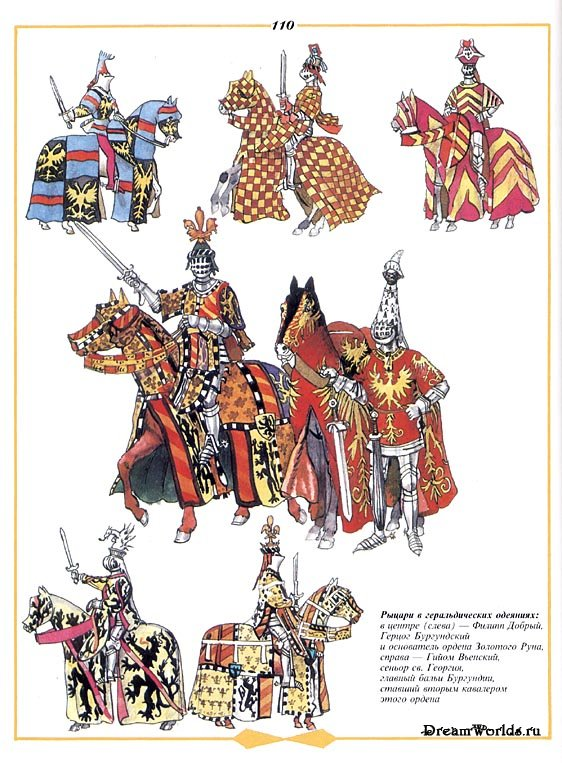 110
Рыцари в геральдических одеяниях:
в центре (слева) — Филипп Добрый,
Герцог Бургундский
и основатель ордена Золотого Руна,
справа — Гийом Вьенский,
сеньор св. Георгия,
главный бальи Бургундии,
ставший вторым кавалером
этого ордена
DreamWorlds.ru